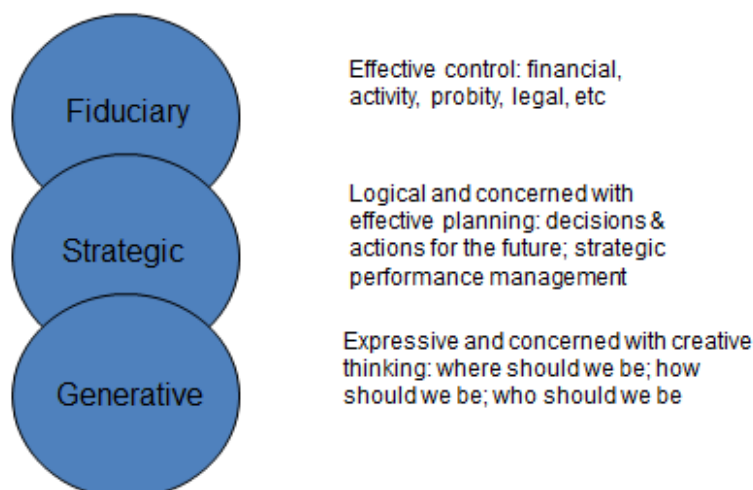 Fiduciary
Effective control: financial,
activity, probity, legal, etc
Strategic
Logical and concerned with
effective planning: decisions &
actions for the future; strategic
performance management
Generative
Expressive and concerned with creative
thinking: where should we be; how
should we be; who should we be